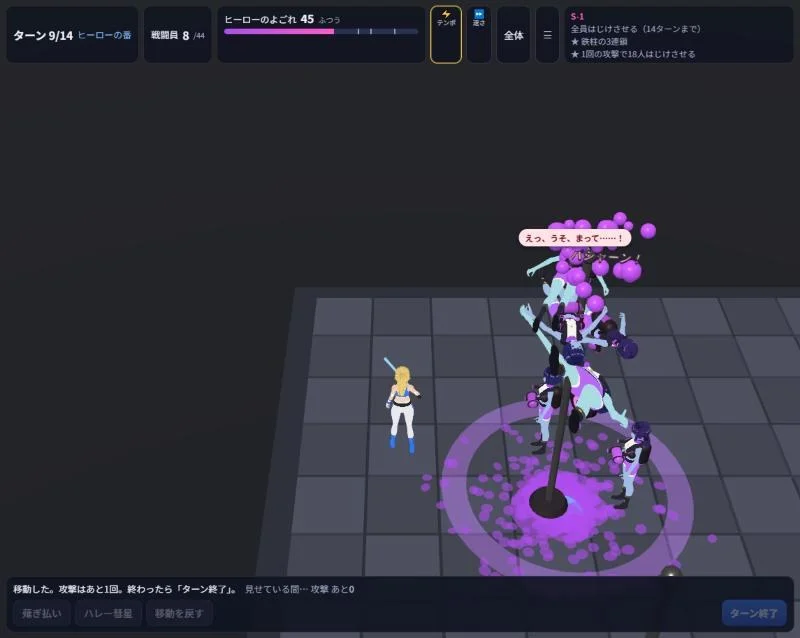 ターン 9/14 ヒーローの番
戦闘員 8 /44
ヒーローのよごれ 45 ふつう
テンポ
速さ
全体
S-1
全員はじけさせる（14ターンまで）
★ 鉄柱の3連鎖
★ 1回の攻撃で18人はじけさせる
えっ、うそ、まって……！
移動した。攻撃はあと1回。終わったら「ターン終了」。 見せている間… 攻撃 あと0
薙ぎ払い
ハレー彗星
移動を戻す
ターン終了